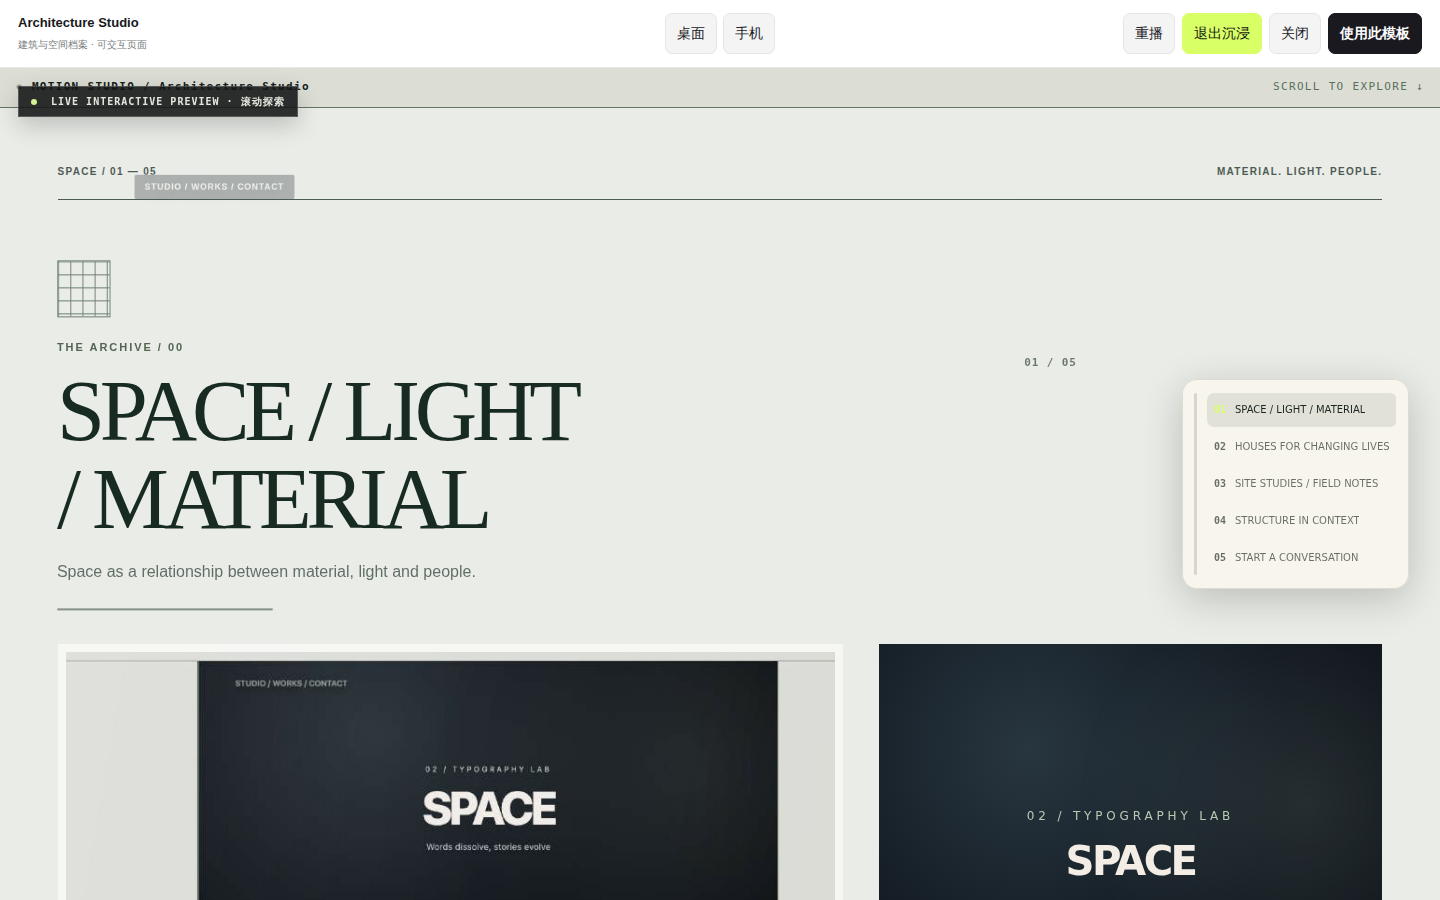 Architecture Studio
建筑与空间档案 · 可交互页面
桌面
手机
重播
退出沉浸
关闭
使用此模板
MOTION STUDIO / Architecture Studio
SCROLL TO EXPLORE ↓
LIVE INTERACTIVE PREVIEW · 滚动探索
SPACE / 01 — 05
MATERIAL. LIGHT. PEOPLE.
STUDIO / WORKS / CONTACT
THE ARCHIVE / 00
01 / 05
SPACE / LIGHT
/ MATERIAL
Space as a relationship between material, light and people.
01 SPACE / LIGHT / MATERIAL
02 HOUSES FOR CHANGING LIVES
03 SITE STUDIES / FIELD NOTES
04 STRUCTURE IN CONTEXT
05 START A CONVERSATION
STUDIO / WORKS / CONTACT
02 / TYPOGRAPHY LAB
SPACE
Words dissolve, stories evolve
02 / TYPOGRAPHY LAB
SPACE